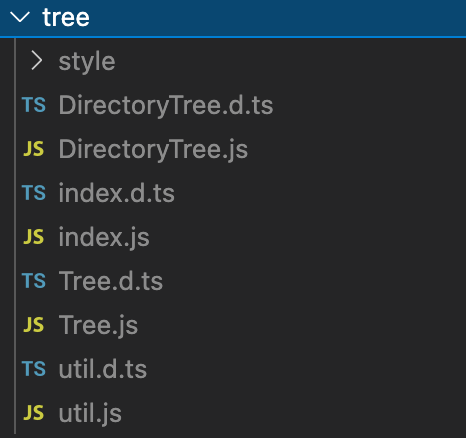 tree
style
TS DirectoryTree.d.ts
JS DirectoryTree.js
TS index.d.ts
JS index.js
TS Tree.d.ts
JS Tree.js
TS util.d.ts
JS util.js